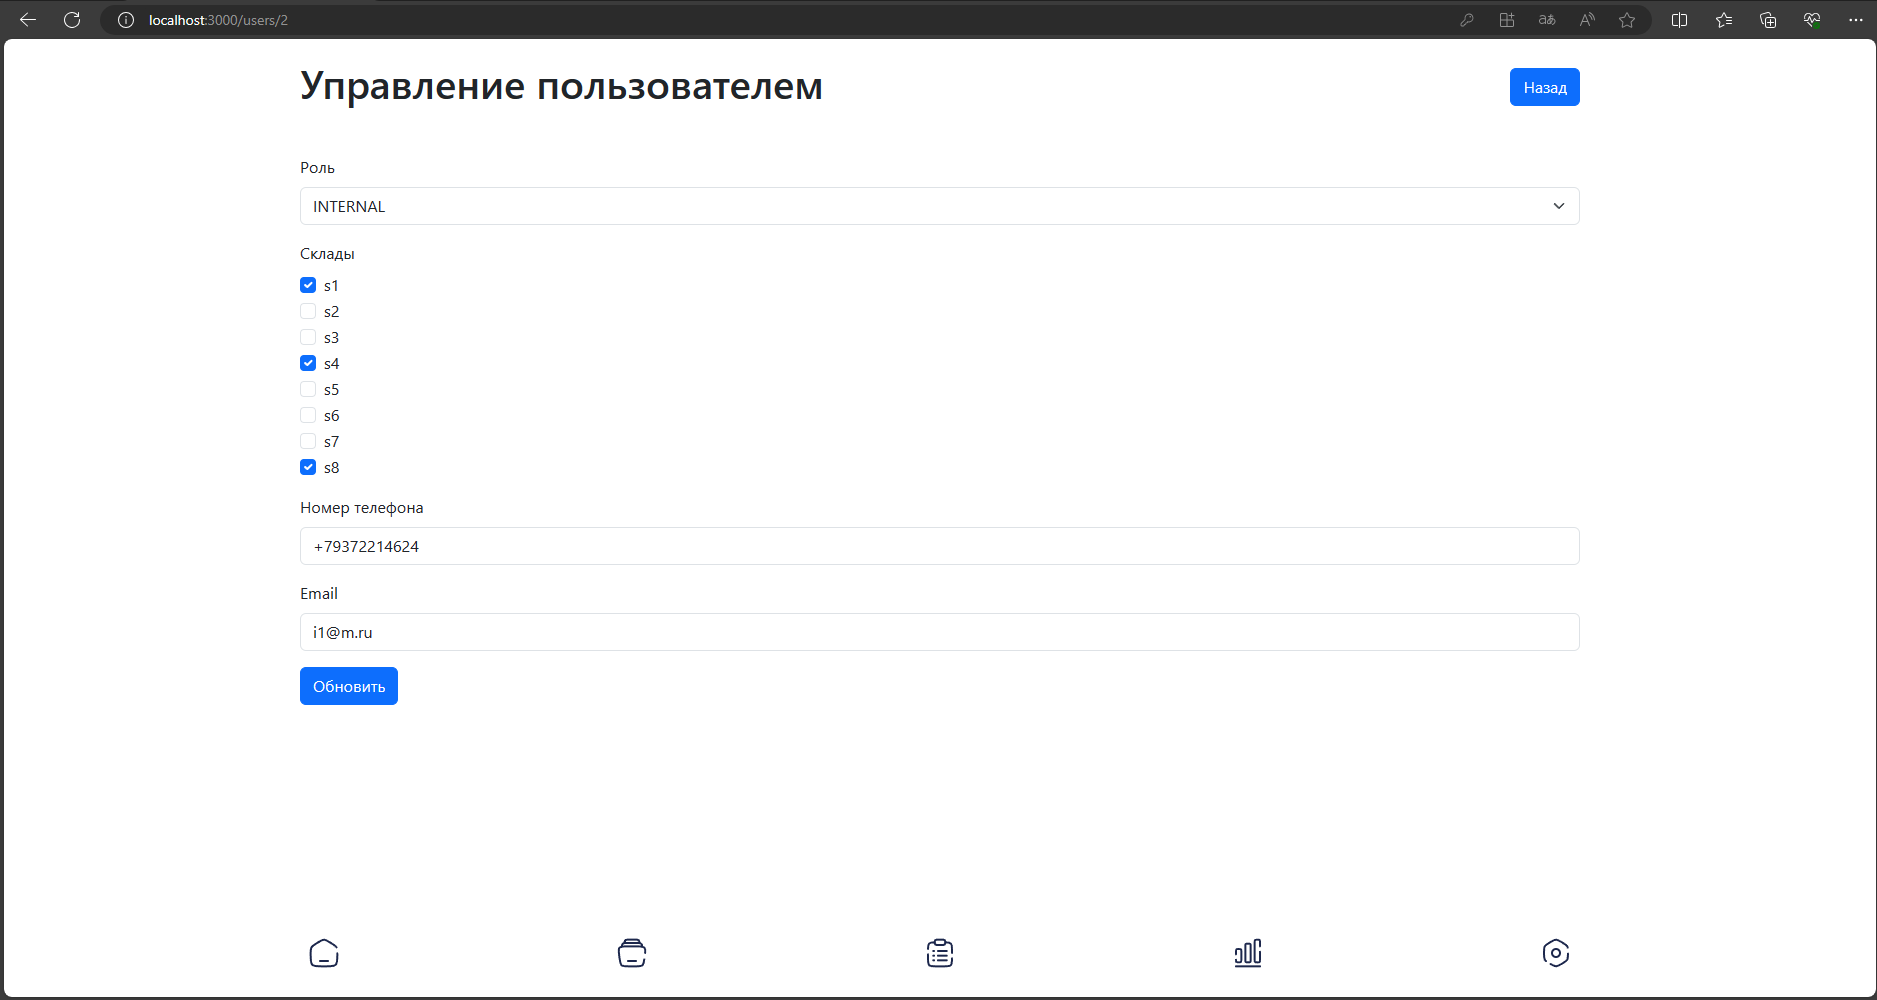 localhost:3000/users/2
Управление пользователем
Назад
Роль
INTERNAL
Склады
s1
s2
s3
s4
s5
s6
s7
s8
Номер телефона
+79372214624
Email
i1@m.ru
Обновить